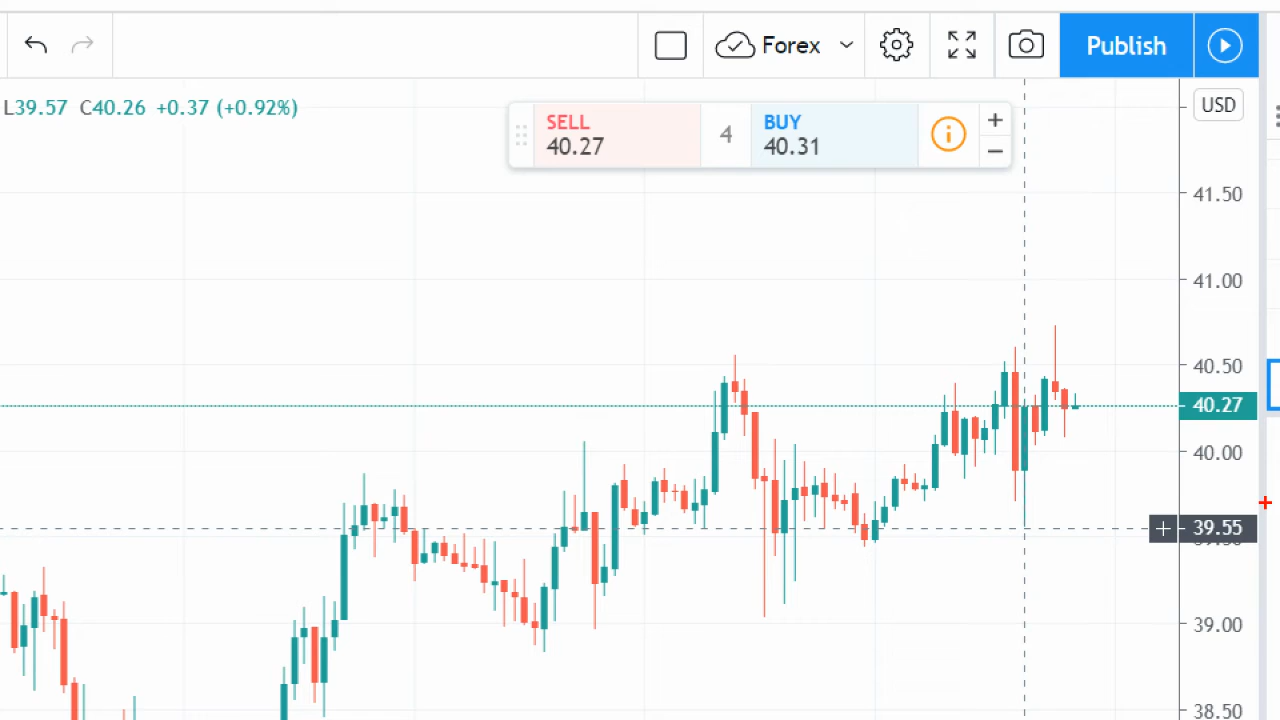 Forex
Publish
L39.57 C40.26 +0.37 (+0.92%)
SELL
40.27
4
BUY
40.31
USD
41.50
41.00
40.50
40.27
40.00
39.55
39.00
38.50